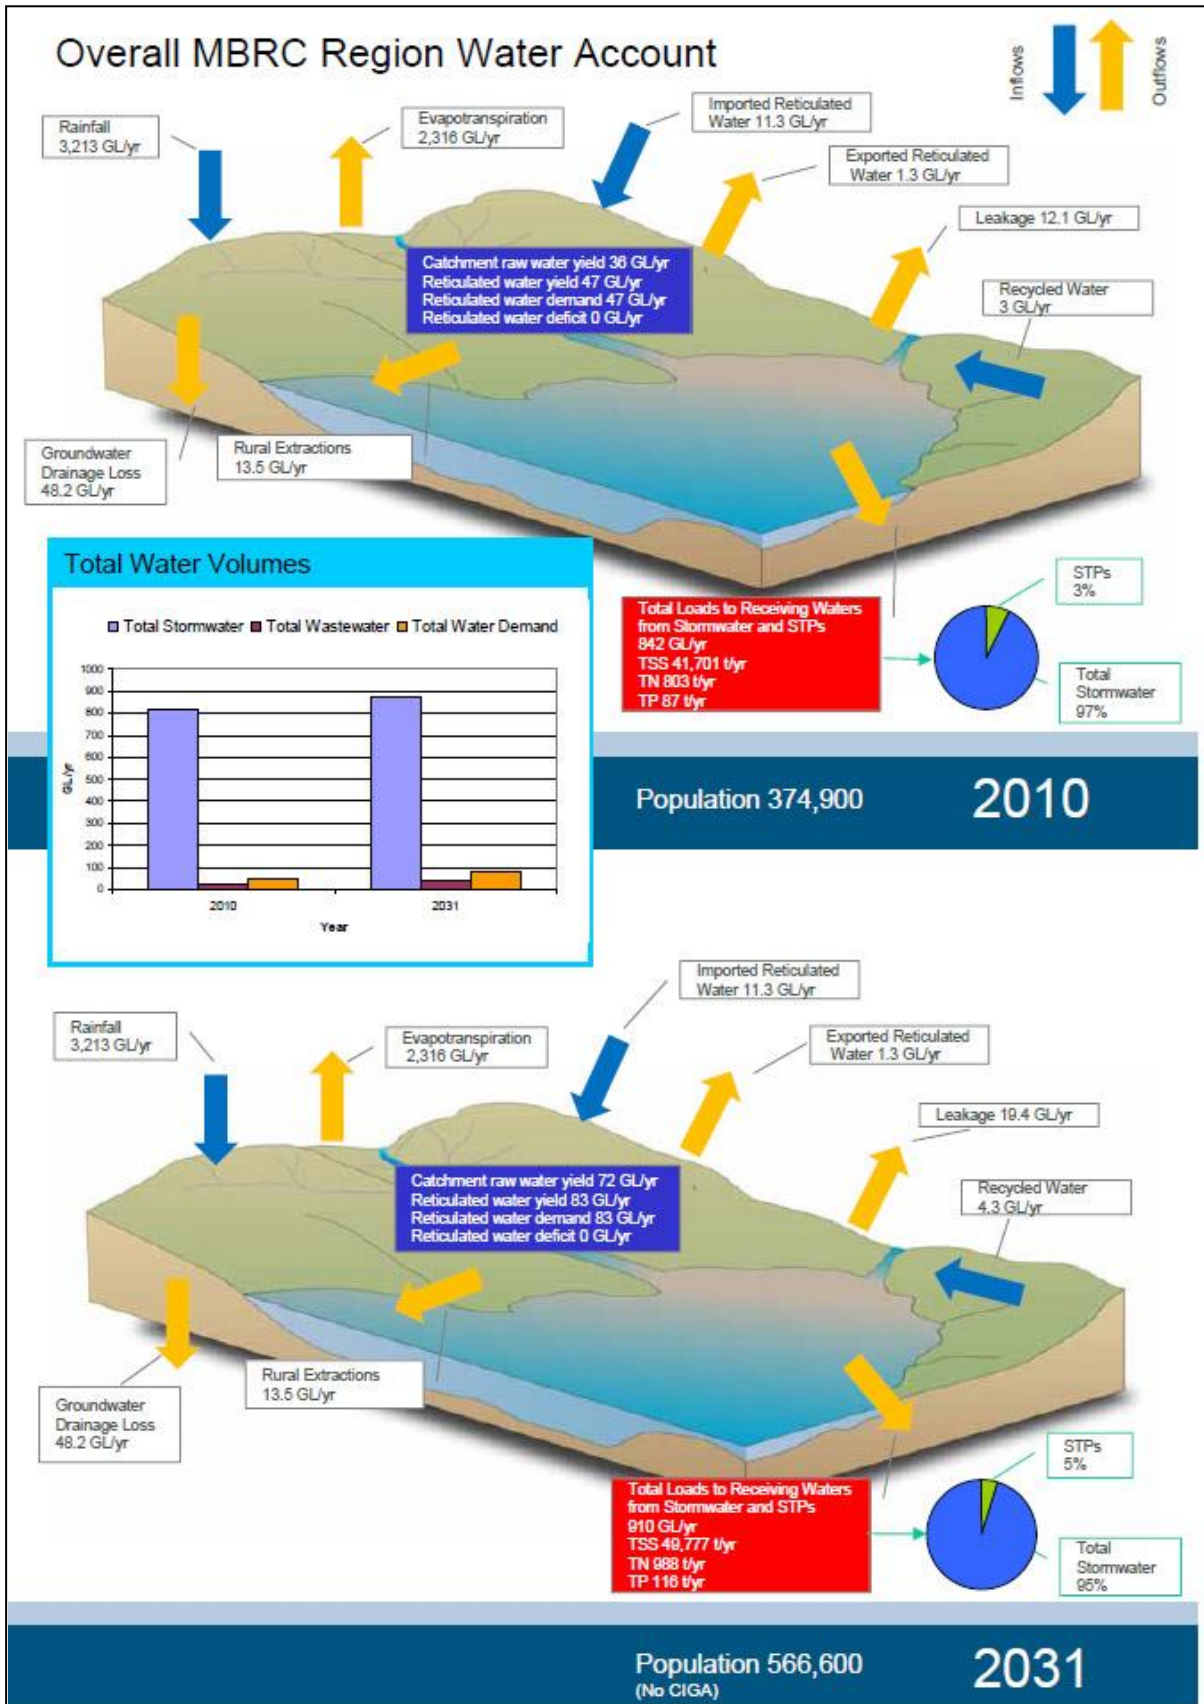 Overall MBRC Region Water Account
Inflows
Outflows
Rainfall
3,213 GL/yr
Evapotranspiration
2,316 GL/yr
Imported Reticulated
Water 11.3 GL/yr
Exported Reticulated
Water 1.3 GL/yr
Leakage 12.1 GL/yr
Recycled Water
3 GL/yr
Catchment raw water yield 36 GL/yr
Reticulated water yield 47 GL/yr
Reticulated water demand 47 GL/yr
Reticulated water deficit 0 GL/yr
Groundwater
Drainage Loss
48.2 GL/yr
Rural Extractions
13.5 GL/yr
Total Loads to Receiving Waters
from Stormwater and STPs
842 GL/yr
TSS 41,701 t/yr
TN 803 t/yr
TP 87 t/yr
STPs
3%
Total
Stormwater
97%
Total Water Volumes
Total Stormwater
Total Wastewater
Total Water Demand
1000
900
800
700
600
500
400
300
200
100
0
GL/yr
2010
2031
Year
Population 374,900
2010
Rainfall
3,213 GL/yr
Evapotranspiration
2,316 GL/yr
Imported Reticulated
Water 11.3 GL/yr
Exported Reticulated
Water 1.3 GL/yr
Leakage 19.4 GL/yr
Recycled Water
4.3 GL/yr
Catchment raw water yield 72 GL/yr
Reticulated water yield 83 GL/yr
Reticulated water demand 83 GL/yr
Reticulated water deficit 0 GL/yr
Groundwater
Drainage Loss
48.2 GL/yr
Rural Extractions
13.5 GL/yr
Total Loads to Receiving Waters
from Stormwater and STPs
910 GL/yr
TSS 49,777 t/yr
TN 988 t/yr
TP 116 t/yr
STPs
5%
Total
Stormwater
95%
Population 566,600
(No CIGA)
2031